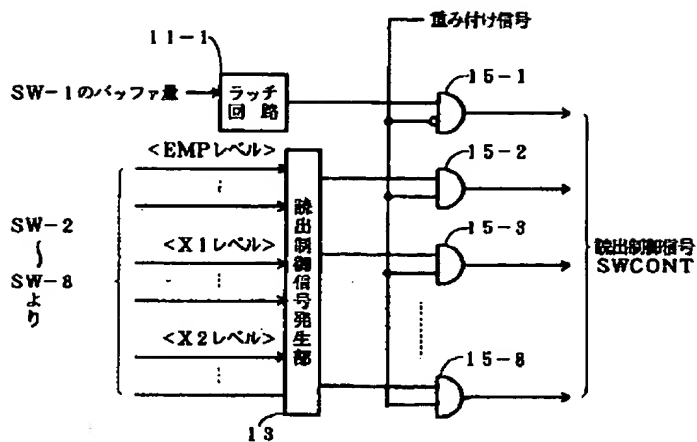 重み付け信号
11-1
15-1
SW-1のバッファ量
ラッチ
回路
<EMPレベル>
15-2
SW-2
〜
SW-8
より
<X1レベル>
<X2レベル>
読出制御信号発生部
15-3
読出制御信号
SWCONT
15-8
13